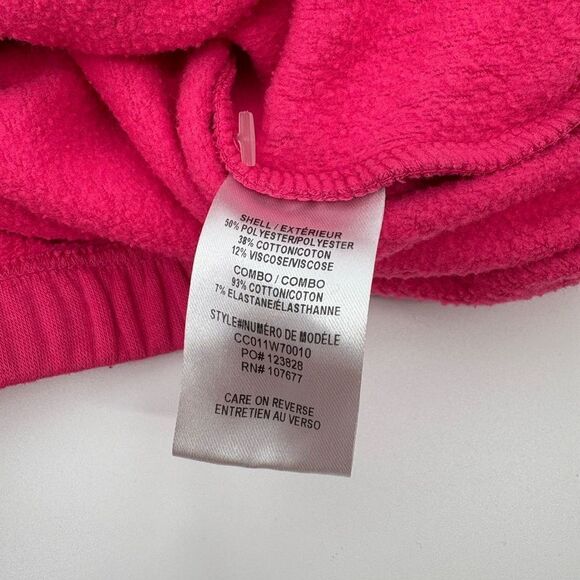 SHELL / EXTÉRIEUR
50% POLYESTER/POLYESTER
38% COTTON/COTON
12% VISCOSE/VISCOSE
COMBO / COMBO
93% COTTON/COTON
7% ELASTANE/ÉLASTHANNE
STYLE#/NUMÉRO DE MODÈLE
CC011W70010
PO# 123828
RN# 107677
CARE ON REVERSE
ENTRETIEN AU VERSO